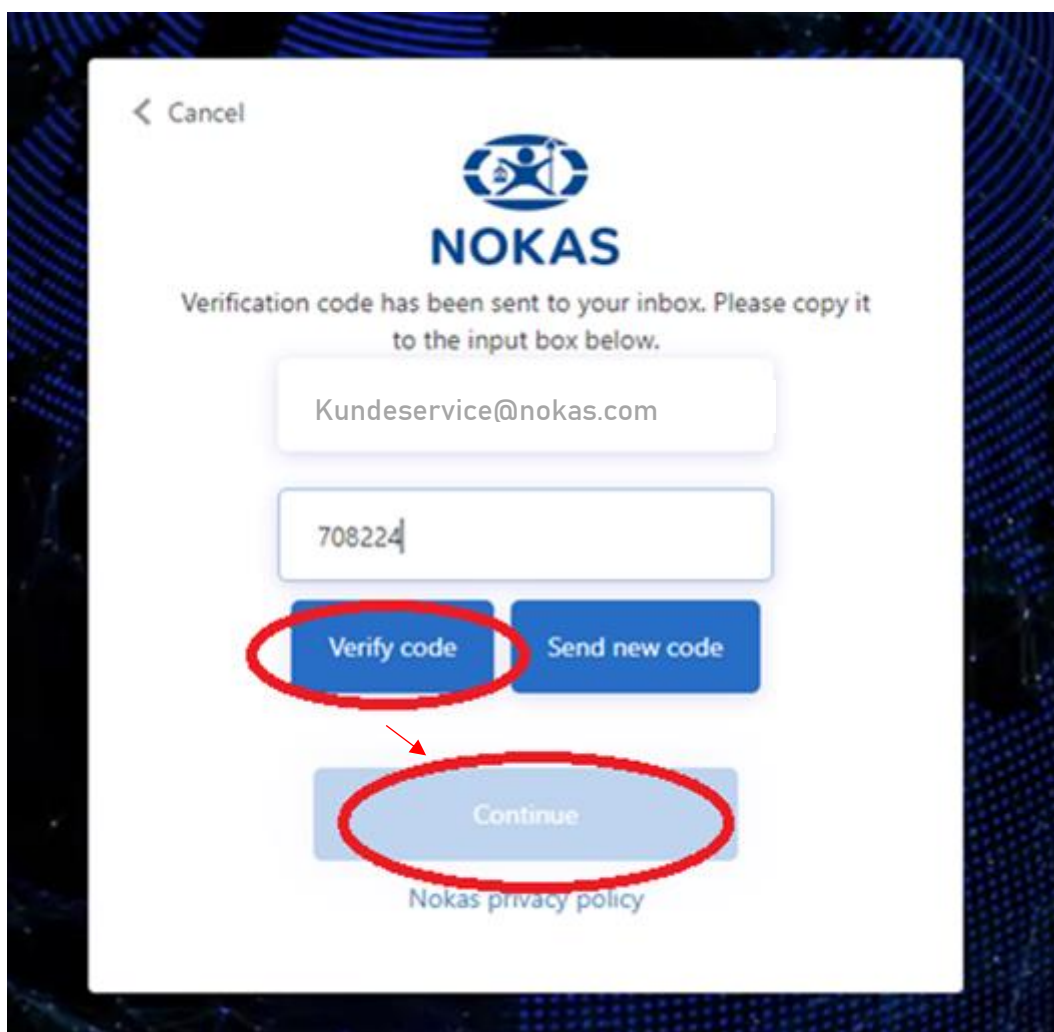 Cancel
NOKAS
Verification code has been sent to your inbox. Please copy it
to the input box below.
Kundeservice@nokas.com
708224
Verify code
Send new code
Continue
Nokas privacy policy